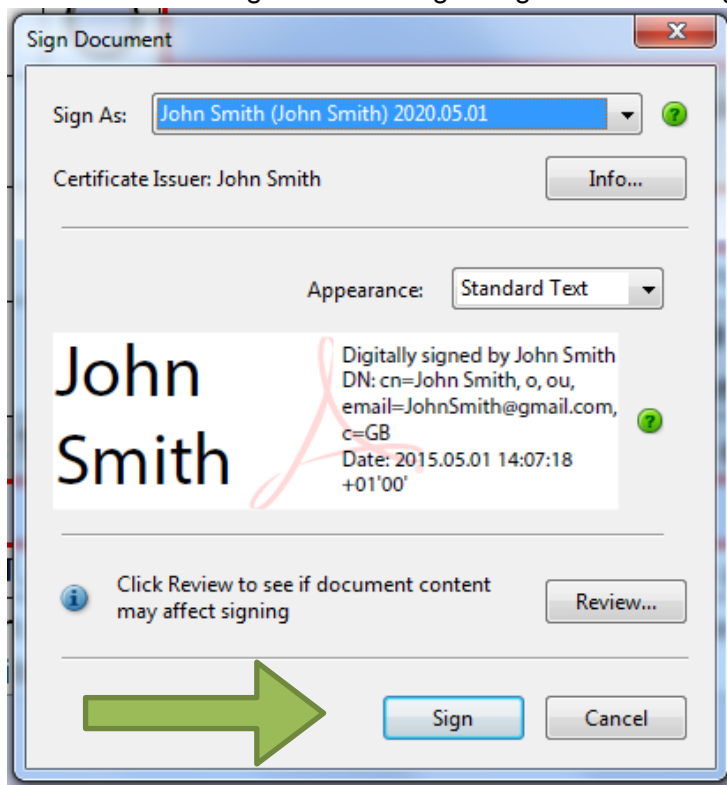 Sign Document
Sign As: John Smith (John Smith) 2020.05.01
Certificate Issuer: John Smith Info...
Appearance: Standard Text
John
Smith
Digitally signed by John Smith
DN: cn=John Smith, o, ou,
email=JohnSmith@gmail.com,
c=GB
Date: 2015.05.01 14:07:18
+01'00'
Click Review to see if document content
may affect signing
Review...
Sign Cancel